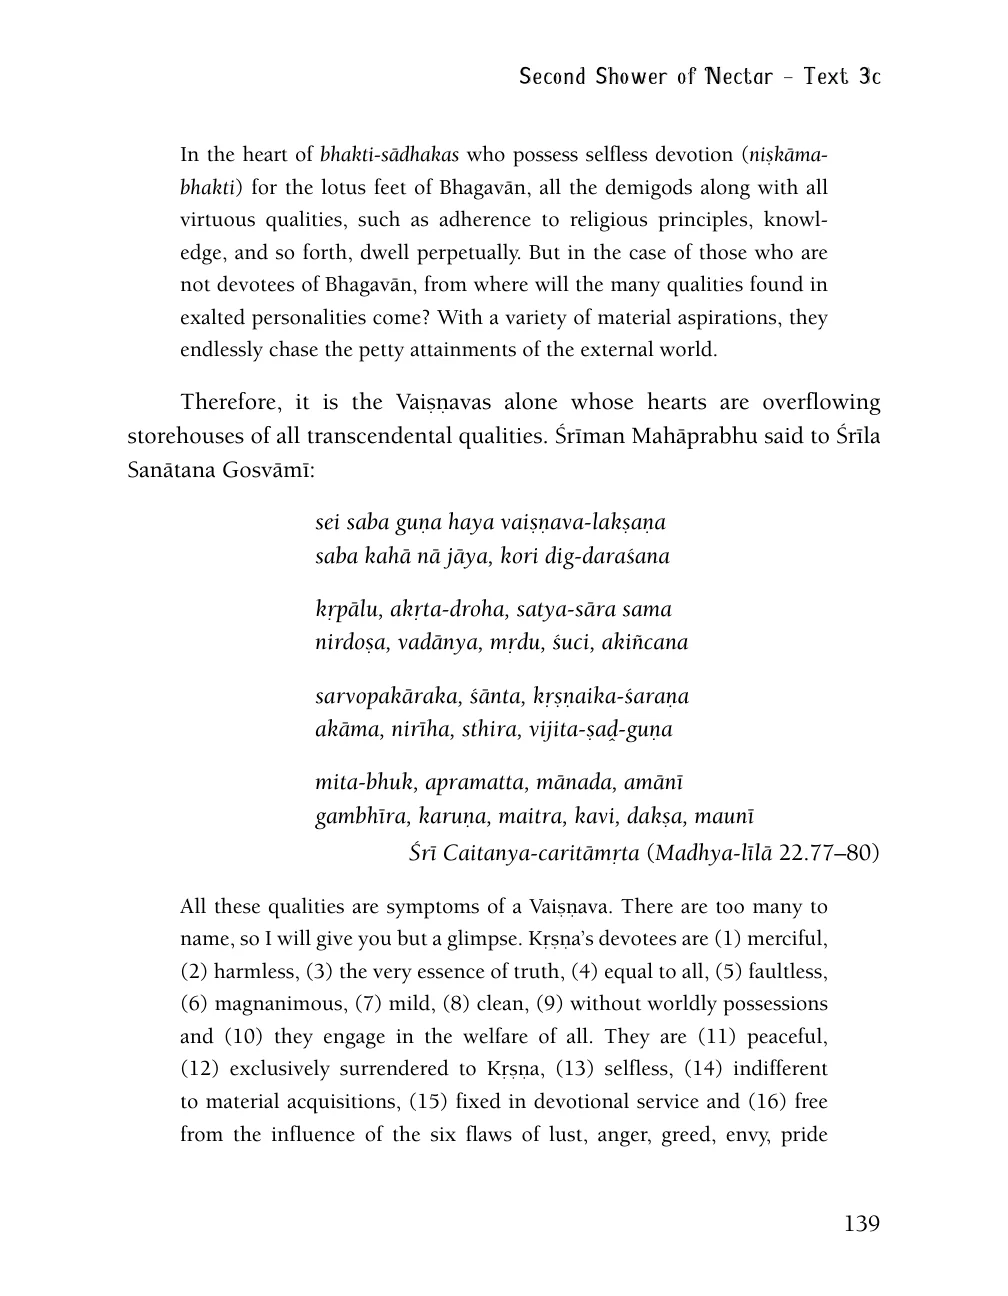 Second Shower of Nectar – Text 3c
In the heart of bhakti-sādhakas who possess selfless devotion (niṣkāma-
bhakti) for the lotus feet of Bhagavān, all the demigods along with all
virtuous qualities, such as adherence to religious principles, knowl-
edge, and so forth, dwell perpetually. But in the case of those who are
not devotees of Bhagavān, from where will the many qualities found in
exalted personalities come? With a variety of material aspirations, they
endlessly chase the petty attainments of the external world.
Therefore, it is the Vaiṣṇavas alone whose hearts are overflowing
storehouses of all transcendental qualities. Śrīman Mahāprabhu said to Śrīla
Sanātana Gosvāmī:
sei saba guṇa haya vaiṣṇava-lakṣaṇa
saba kahā nā jāya, kori dig-daraśana
kṛpālu, akṛta-droha, satya-sāra sama
nirdoṣa, vadānya, mṛdu, śuci, akiñcana
sarvopakāraka, śānta, kṛṣṇaika-śaraṇa
akāma, nirīha, sthira, vijita-ṣaḓ-guṇa
mita-bhuk, apramatta, mānada, amānī
gambhīra, karuṇa, maitra, kavi, dakṣa, maunī
Śrī Caitanya-caritāmṛta (Madhya-līlā 22.77–80)
All these qualities are symptoms of a Vaiṣṇava. There are too many to
name, so I will give you but a glimpse. Kṛṣṇa’s devotees are (1) merciful,
(2) harmless, (3) the very essence of truth, (4) equal to all, (5) faultless,
(6) magnanimous, (7) mild, (8) clean, (9) without worldly possessions
and (10) they engage in the welfare of all. They are (11) peaceful,
(12) exclusively surrendered to Kṛṣṇa, (13) selfless, (14) indifferent
to material acquisitions, (15) fixed in devotional service and (16) free
from the influence of the six flaws of lust, anger, greed, envy, pride
139